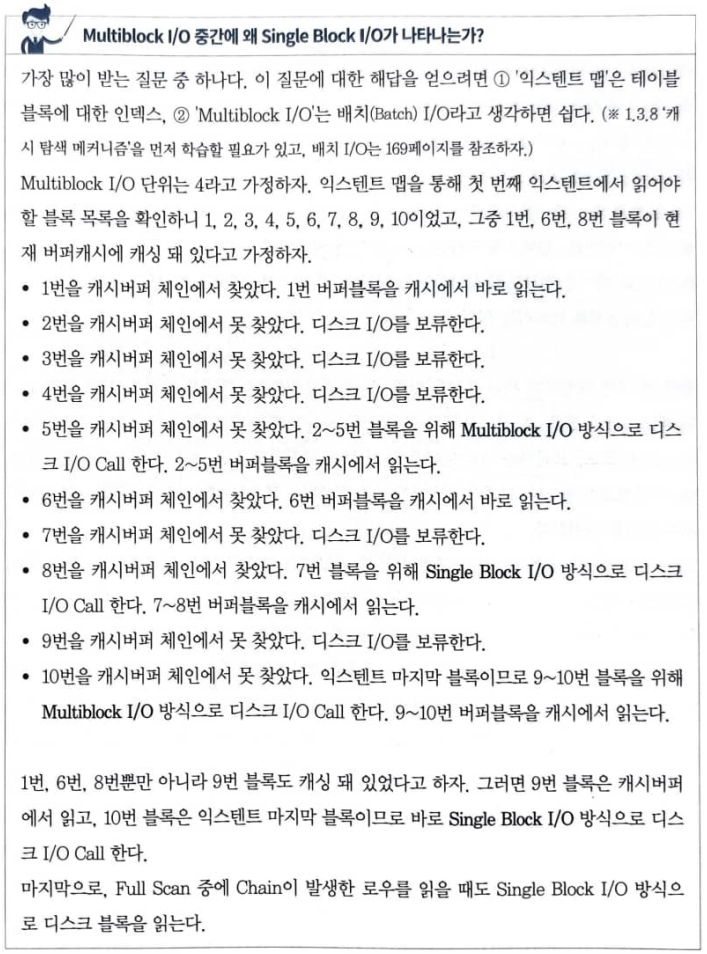 Multiblock I/O 중간에 왜 Single Block I/O가 나타나는가?
가장 많이 받는 질문 중 하나다. 이 질문에 대한 해답을 얻으려면 ① '익스텐트 맵'은 테이블
블록에 대한 인덱스, ② 'Multiblock I/O'는 배치(Batch) I/O라고 생각하면 쉽다. (※ 1.3.8 '캐
시 탐색 메커니즘'을 먼저 학습할 필요가 있고, 배치 I/O는 169페이지를 참조하자.)
Multiblock I/O 단위는 4라고 가정하자. 익스텐트 맵을 통해 첫 번째 익스텐트에서 읽어야
할 블록 목록을 확인하니 1, 2, 3, 4, 5, 6, 7, 8, 9, 10이었고, 그중 1번, 6번, 8번 블록이 현
재 버퍼캐시에 캐싱 돼 있다고 가정하자.
• 1번을 캐시버퍼 체인에서 찾았다. 1번 버퍼블록을 캐시에서 바로 읽는다.
• 2번을 캐시버퍼 체인에서 못 찾았다. 디스크 I/O를 보류한다.
• 3번을 캐시버퍼 체인에서 못 찾았다. 디스크 I/O를 보류한다.
• 4번을 캐시버퍼 체인에서 못 찾았다. 디스크 I/O를 보류한다.
• 5번을 캐시버퍼 체인에서 못 찾았다. 2~5번 블록을 위해 Multiblock I/O 방식으로 디스
크 I/O Call 한다. 2~5번 버퍼블록을 캐시에서 읽는다.
• 6번을 캐시버퍼 체인에서 찾았다. 6번 버퍼블록을 캐시에서 바로 읽는다.
• 7번을 캐시버퍼 체인에서 못 찾았다. 디스크 I/O를 보류한다.
• 8번을 캐시버퍼 체인에서 찾았다. 7번 블록을 위해 Single Block I/O 방식으로 디스크
I/O Call 한다. 7~8번 버퍼블록을 캐시에서 읽는다.
• 9번을 캐시버퍼 체인에서 못 찾았다. 디스크 I/O를 보류한다.
• 10번을 캐시버퍼 체인에서 못 찾았다. 익스텐트 마지막 블록이므로 9~10번 블록을 위해
Multiblock I/O 방식으로 디스크 I/O Call 한다. 9~10번 버퍼블록을 캐시에서 읽는다.
1번, 6번, 8번뿐만 아니라 9번 블록도 캐싱 돼 있었다고 하자. 그러면 9번 블록은 캐시버퍼
에서 읽고, 10번 블록은 익스텐트 마지막 블록이므로 바로 Single Block I/O 방식으로 디스
크 I/O Call 한다.
마지막으로, Full Scan 중에 Chain이 발생한 로우를 읽을 때도 Single Block I/O 방식으
로 디스크 블록을 읽는다.